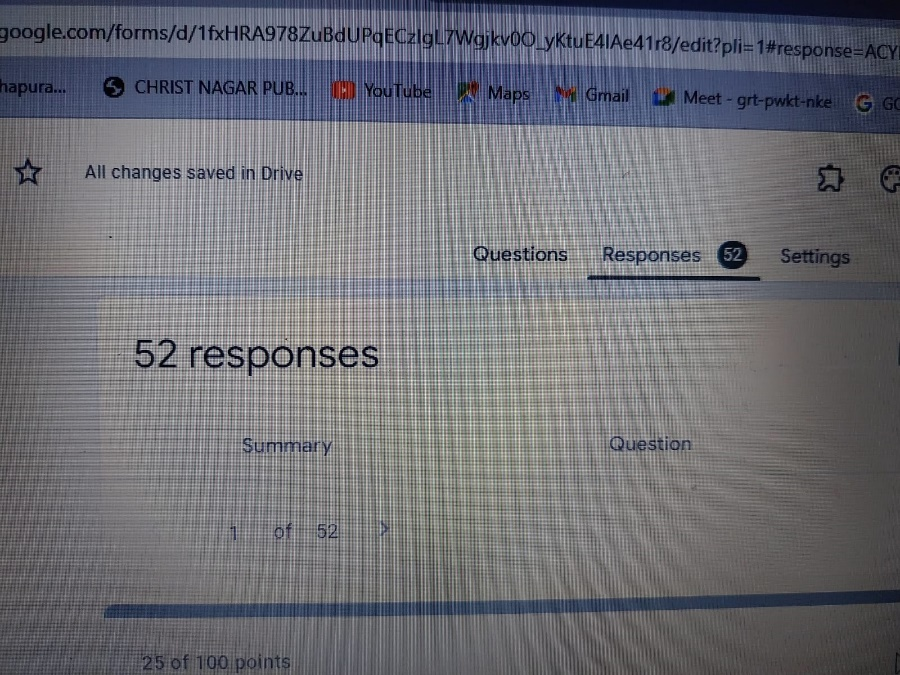 google.com/forms/d/1fxHRA978ZuBdUPqECzIgL7Wgjkv0O_yKtuE4IAe41r8/edit?pli=1#response=ACY
hapura... CHRIST NAGAR PUB... YouTube Maps Gmail Meet - grt-pwkt-nke GO
All changes saved in Drive
Questions Responses 52 Settings
52 responses
Summary Question
1 of 52 >
25 of 100 points